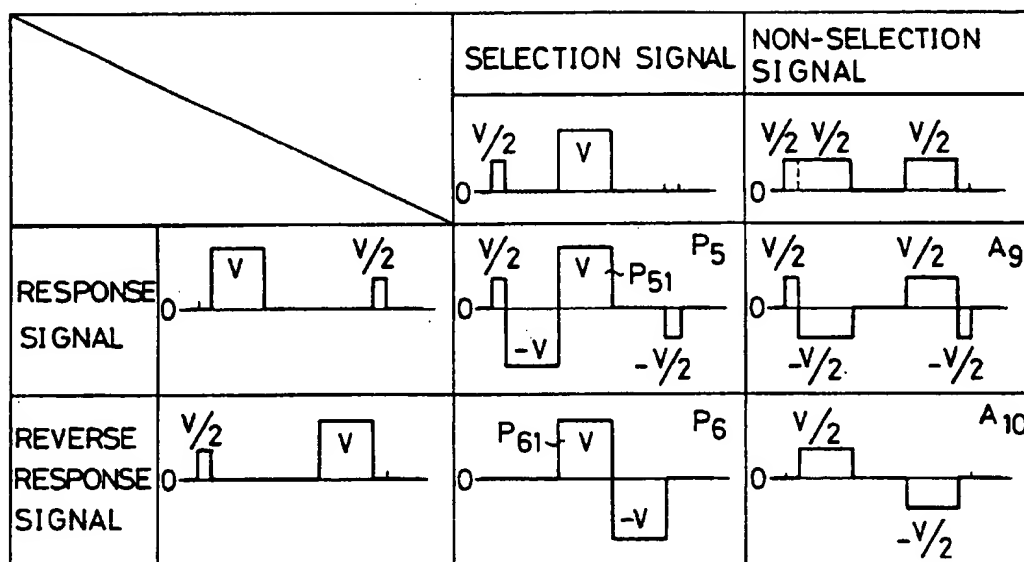 SELECTION SIGNAL
NON-SELECTION
SIGNAL
V/2
V
0
V/2 V/2
V/2
0
RESPONSE
SIGNAL
V
V/2
0
V/2
V
P5
P51
0
-V
-V/2
V/2
V/2
A9
0
-V/2
-V/2
REVERSE
RESPONSE
SIGNAL
V/2
V
0
P61
V
P6
0
-V
V/2
A10
0
-V/2